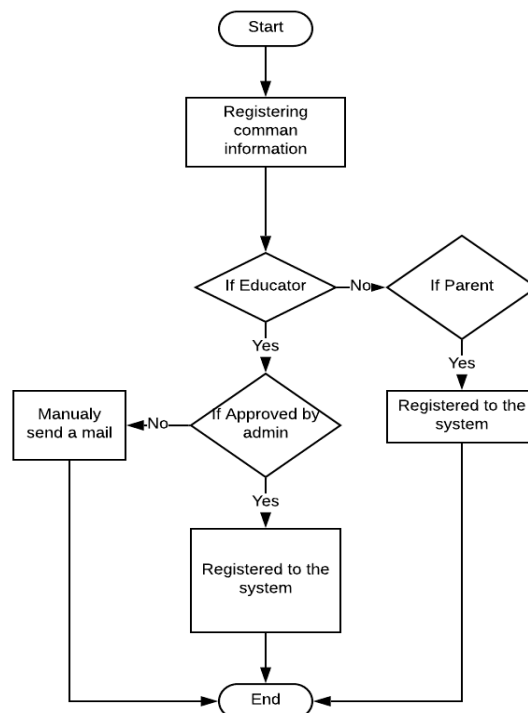 Start
Registering
comman
information
If Educator
No
If Parent
Yes
Yes
Manualy
send a mail
No
If Approved by
admin
Registered to the
system
Yes
Registered to the
system
End